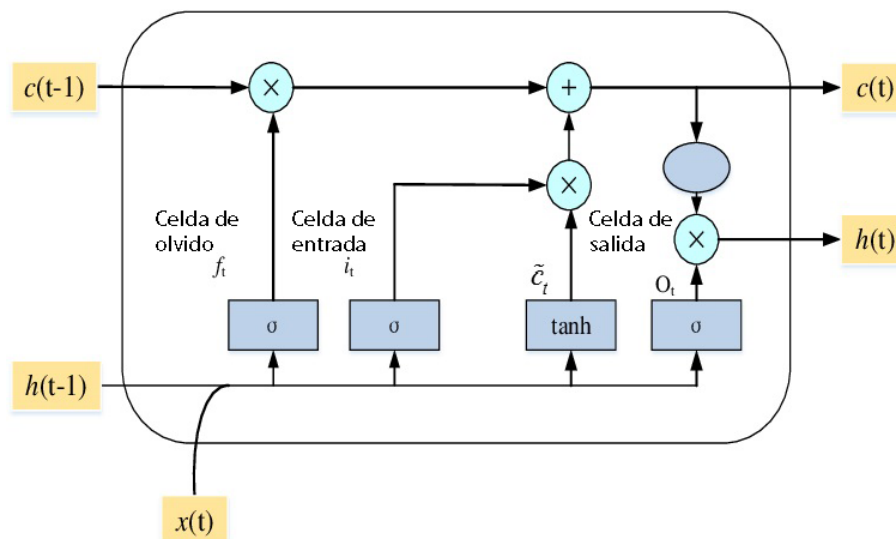 c(t-1)
×
+
c(t)
×
Celda de
olvido
f_t
Celda de
entrada
i_t
Celda de
salida
×
h(t)
c̃_t
O_t
σ
σ
tanh
σ
h(t-1)
x(t)